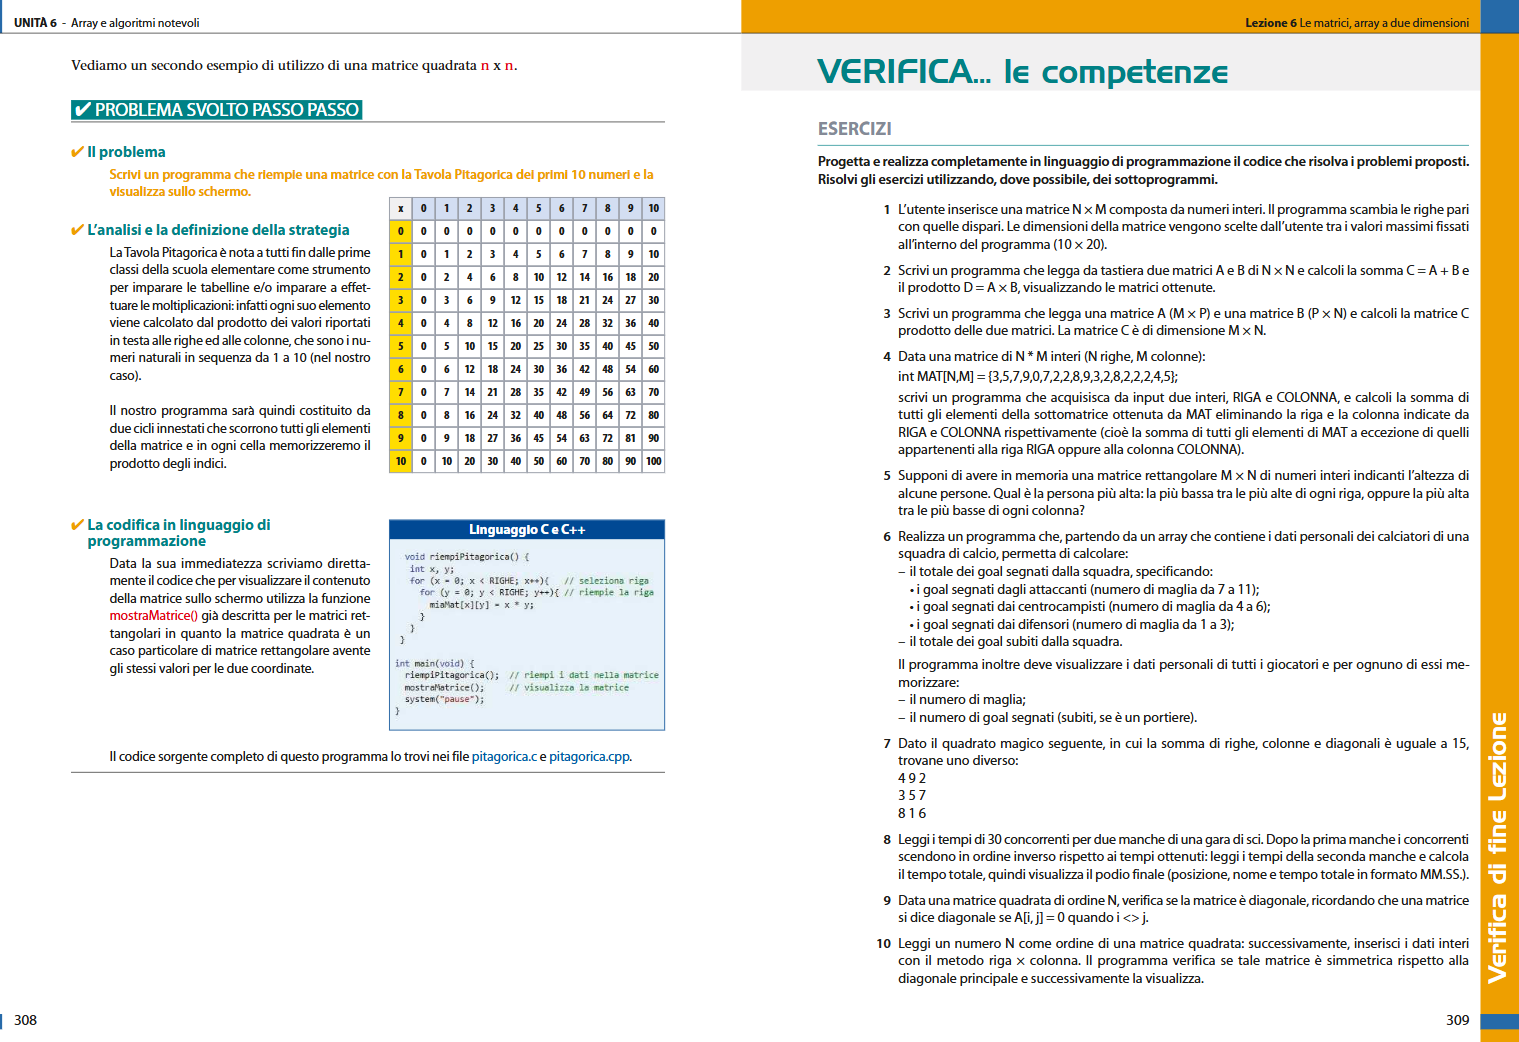 UNITÀ 6 - Array e algoritmi notevoli
Vediamo un secondo esempio di utilizzo di una matrice quadrata n x n.
✔ PROBLEMA SVOLTO PASSO PASSO
✔ Il problema
Scrivi un programma che riempie una matrice con la Tavola Pitagorica dei primi 10 numeri e la
visualizza sullo schermo.
✔ L'analisi e la definizione della strategia
La Tavola Pitagorica è nota a tutti fin dalle prime
classi della scuola elementare come strumento
per imparare le tabelline e/o imparare a effet-
tuare le moltiplicazioni: infatti ogni suo elemento
viene calcolato dal prodotto dei valori riportati
in testa alle righe ed alle colonne, che sono i nu-
meri naturali in sequenza da 1 a 10 (nel nostro
caso).
Il nostro programma sarà quindi costituito da
due cicli innestati che scorrono tutti gli elementi
della matrice e in ogni cella memorizzeremo il
prodotto degli indici.
x 0 1 2 3 4 5 6 7 8 9 10
0 0 0 0 0 0 0 0 0 0 0 0
1 0 1 2 3 4 5 6 7 8 9 10
2 0 2 4 6 8 10 12 14 16 18 20
3 0 3 6 9 12 15 18 21 24 27 30
4 0 4 8 12 16 20 24 28 32 36 40
5 0 5 10 15 20 25 30 35 40 45 50
6 0 6 12 18 24 30 36 42 48 54 60
7 0 7 14 21 28 35 42 49 56 63 70
8 0 8 16 24 32 40 48 56 64 72 80
9 0 9 18 27 36 45 54 63 72 81 90
10 0 10 20 30 40 50 60 70 80 90 100
✔ La codifica in linguaggio di
programmazione
Data la sua immediatezza scriviamo diretta-
mente il codice che per visualizzare il contenuto
della matrice sullo schermo utilizza la funzione
mostraMatrice() già descritta per le matrici ret-
tangolari in quanto la matrice quadrata è un
caso particolare di matrice rettangolare avente
gli stessi valori per le due coordinate.
Linguaggio C e C++
void riempiPitagorica() {
int x, y;
for (x = 0; x < RIGHE; x++){ // seleziona riga
for (y = 0; y < RIGHE; y++){ // riempie la riga
miaMat[x][y] = x * y;
}
}
}
int main(void) {
riempiPitagorica(); // riempi i dati nella matrice
mostraMatrice(); // visualizza la matrice
system("pause");
}
Il codice sorgente completo di questo programma lo trovi nei file pitagorica.c e pitagorica.cpp.
308
Lezione 6 Le matrici, array a due dimensioni
VERIFICA... le competenze
ESERCIZI
Progetta e realizza completamente in linguaggio di programmazione il codice che risolva i problemi proposti.
Risolvi gli esercizi utilizzando, dove possibile, dei sottoprogrammi.
1 L'utente inserisce una matrice N × M composta da numeri interi. Il programma scambia le righe pari
con quelle dispari. Le dimensioni della matrice vengono scelte dall'utente tra i valori massimi fissati
all'interno del programma (10 × 20).
2 Scrivi un programma che legga da tastiera due matrici A e B di N × N e calcoli la somma C = A + B e
il prodotto D = A × B, visualizzando le matrici ottenute.
3 Scrivi un programma che legga una matrice A (M × P) e una matrice B (P × N) e calcoli la matrice C
prodotto delle due matrici. La matrice C è di dimensione M × N.
4 Data una matrice di N * M interi (N righe, M colonne):
int MAT[N,M] = {3,5,7,9,0,7,2,2,8,9,3,2,8,2,2,2,4,5};
scrivi un programma che acquisisca da input due interi, RIGA e COLONNA, e calcoli la somma di
tutti gli elementi della sottomatrice ottenuta da MAT eliminando la riga e la colonna indicate da
RIGA e COLONNA rispettivamente (cioè la somma di tutti gli elementi di MAT a eccezione di quelli
appartenenti alla riga RIGA oppure alla colonna COLONNA).
5 Supponi di avere in memoria una matrice rettangolare M × N di numeri interi indicanti l'altezza di
alcune persone. Qual è la persona più alta: la più bassa tra le più alte di ogni riga, oppure la più alta
tra le più basse di ogni colonna?
6 Realizza un programma che, partendo da un array che contiene i dati personali dei calciatori di una
squadra di calcio, permetta di calcolare:
– il totale dei goal segnati dalla squadra, specificando:
• i goal segnati dagli attaccanti (numero di maglia da 7 a 11);
• i goal segnati dai centrocampisti (numero di maglia da 4 a 6);
• i goal segnati dai difensori (numero di maglia da 1 a 3);
– il totale dei goal subiti dalla squadra.
Il programma inoltre deve visualizzare i dati personali di tutti i giocatori e per ognuno di essi me-
morizzare:
– il numero di maglia;
– il numero di goal segnati (subiti, se è un portiere).
7 Dato il quadrato magico seguente, in cui la somma di righe, colonne e diagonali è uguale a 15,
trovane uno diverso:
4 9 2
3 5 7
8 1 6
8 Leggi i tempi di 30 concorrenti per due manche di una gara di sci. Dopo la prima manche i concorrenti
scendono in ordine inverso rispetto ai tempi ottenuti: leggi i tempi della seconda manche e calcola
il tempo totale, quindi visualizza il podio finale (posizione, nome e tempo totale in formato MM.SS.).
9 Data una matrice quadrata di ordine N, verifica se la matrice è diagonale, ricordando che una matrice
si dice diagonale se A[i, j] = 0 quando i <> j.
10 Leggi un numero N come ordine di una matrice quadrata: successivamente, inserisci i dati interi
con il metodo riga × colonna. Il programma verifica se tale matrice è simmetrica rispetto alla
diagonale principale e successivamente la visualizza.
Verifica di fine Lezione
309